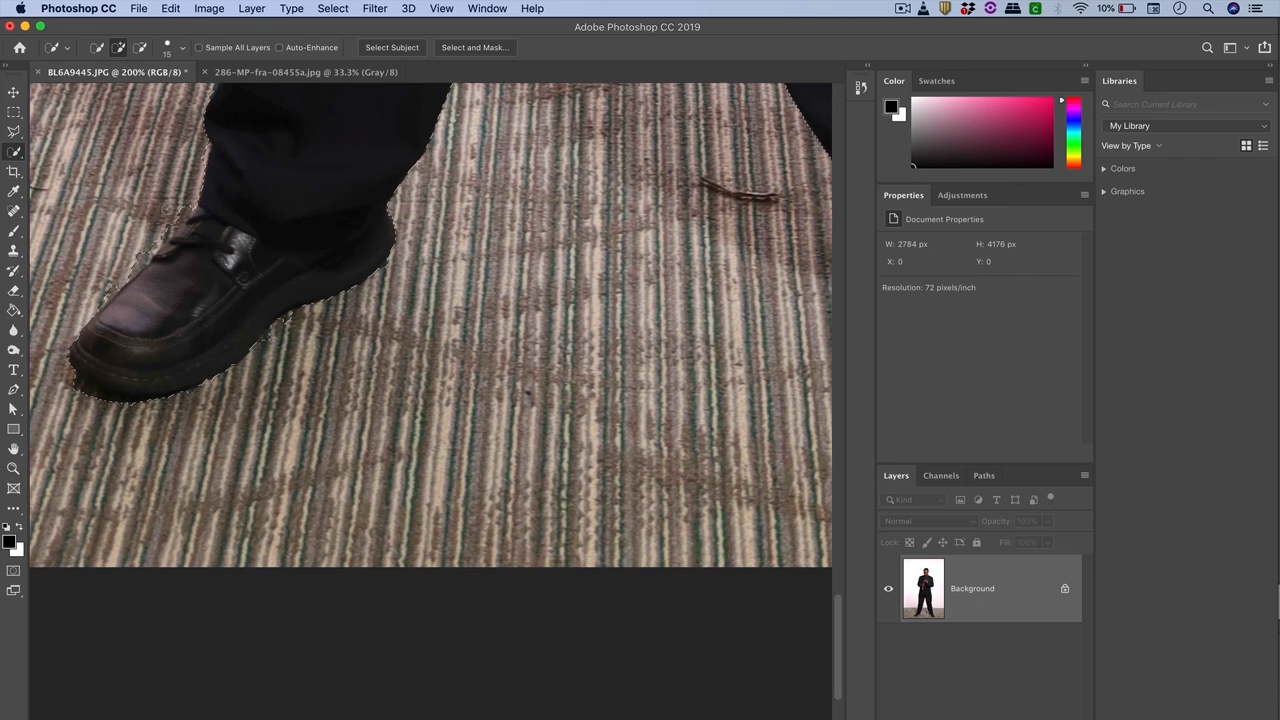 Photoshop CC File Edit Image Layer Type Select Filter 3D View Window Help 10%
Adobe Photoshop CC 2019
15 Sample All Layers Auto-Enhance Select Subject Select and Mask...
BL6A9445.JPG @ 200% (RGB/8) * 286-MP-fra-08455a.jpg @ 33.3% (Gray/8)
Color Swatches
Libraries
Search Current Library
My Library
View by Type
Colors
Graphics
Properties Adjustments
Document Properties
W: 2784 px H: 4176 px
X: 0 Y: 0
Resolution: 72 pixels/inch
Layers Channels Paths
Kind
Normal Opacity: 100%
Lock: Fill: 100%
Background